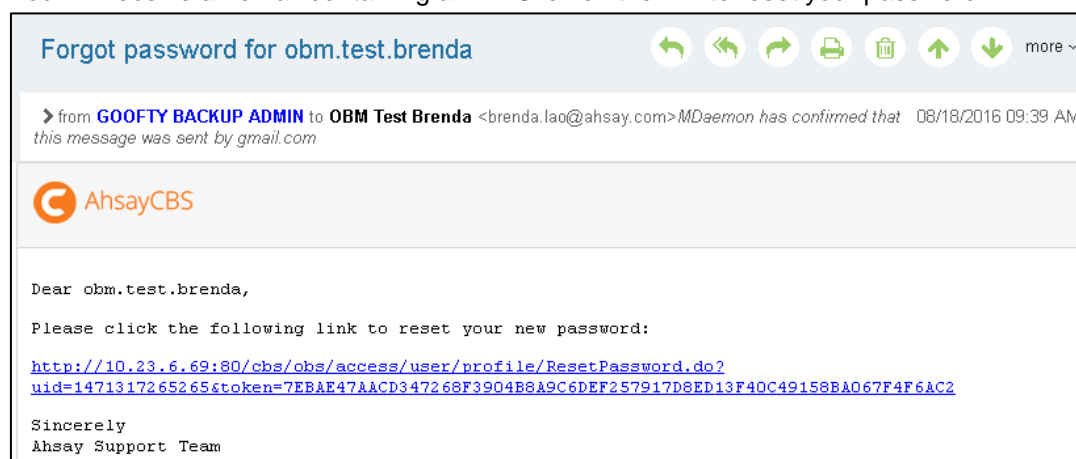 Forgot password for obm.test.brenda
more
from GOOFTY BACKUP ADMIN to OBM Test Brenda <brenda.lao@ahsay.com>MDaemon has confirmed that 08/18/2016 09:39 AM
this message was sent by gmail.com
AhsayCBS
Dear obm.test.brenda,
Please click the following link to reset your new password:
http://10.23.6.69:80/cbs/obs/access/user/profile/ResetPassword.do?
uid=1471317265265&token=7EBAE47AACD347268F3904B8A9C6DEF257917D8ED13F40C49158BA067F4F6AC2
Sincerely
Ahsay Support Team